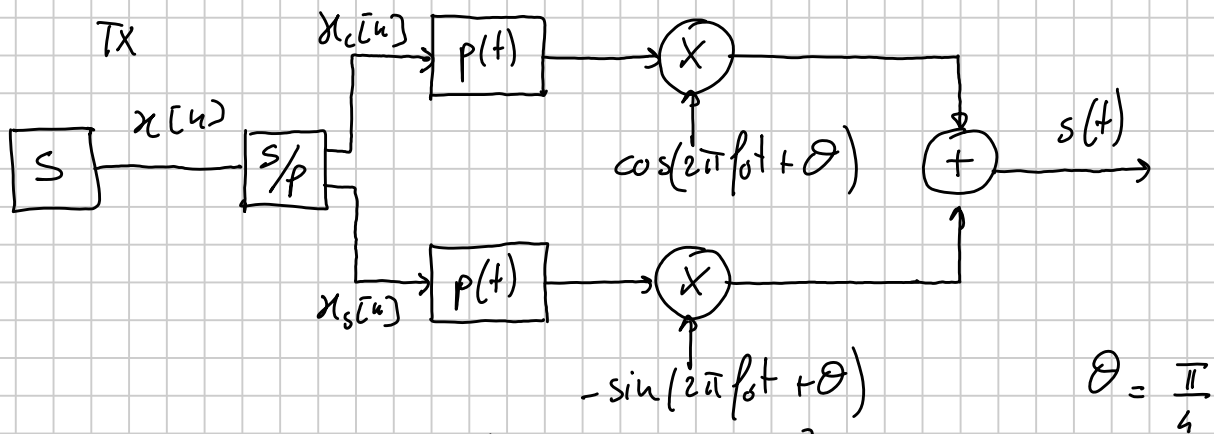 TX
x_c[n]
p(t)
X
x[n]
S
S/P
cos(2πf₀t + θ)
+
s(t)
x_s[n]
p(t)
X
-sin(2πf₀t + θ)
θ = π/4